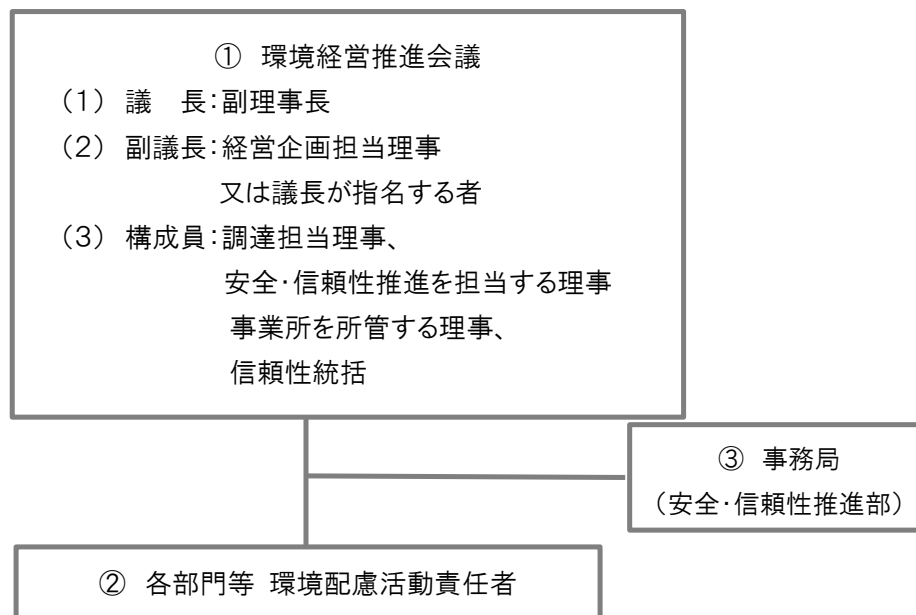 ① 環境経営推進会議
(1) 議　長:副理事長
(2) 副議長:経営企画担当理事
又は議長が指名する者
(3) 構成員:調達担当理事、
安全・信頼性推進を担当する理事
事業所を所管する理事、
信頼性統括
③ 事務局
(安全・信頼性推進部)
② 各部門等 環境配慮活動責任者